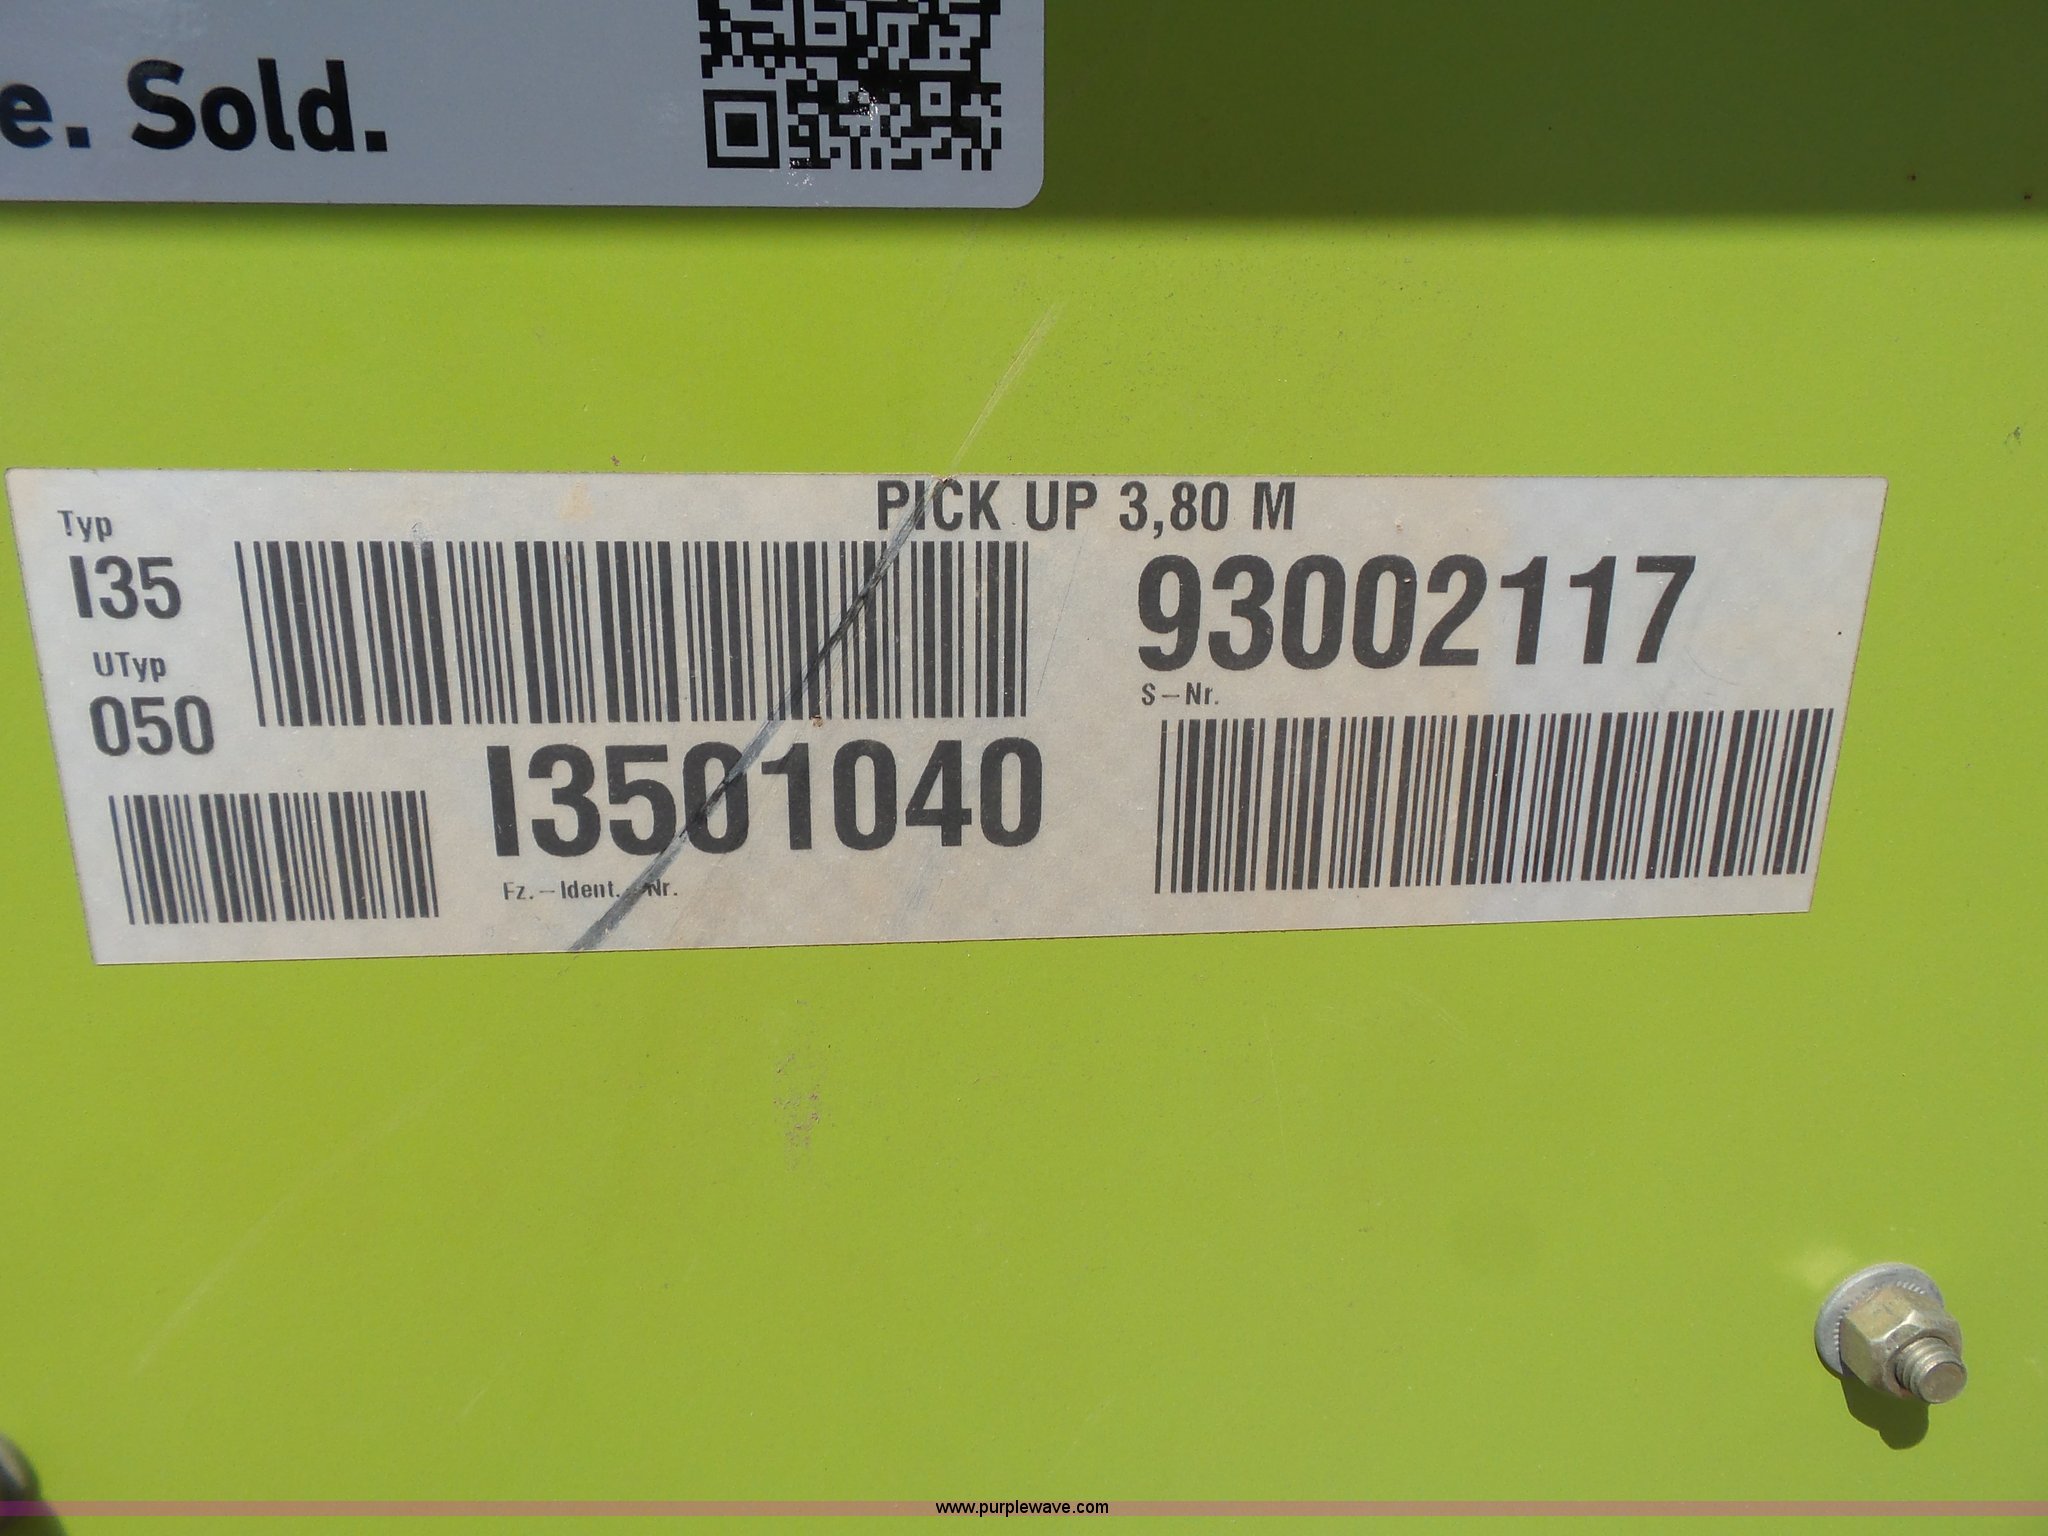 e. Sold.
PICK UP 3,80 M
Typ
I35
UTyp
050
I3501040
Fz.-Ident.-Nr.
93002117
S-Nr.
www.purplewave.com